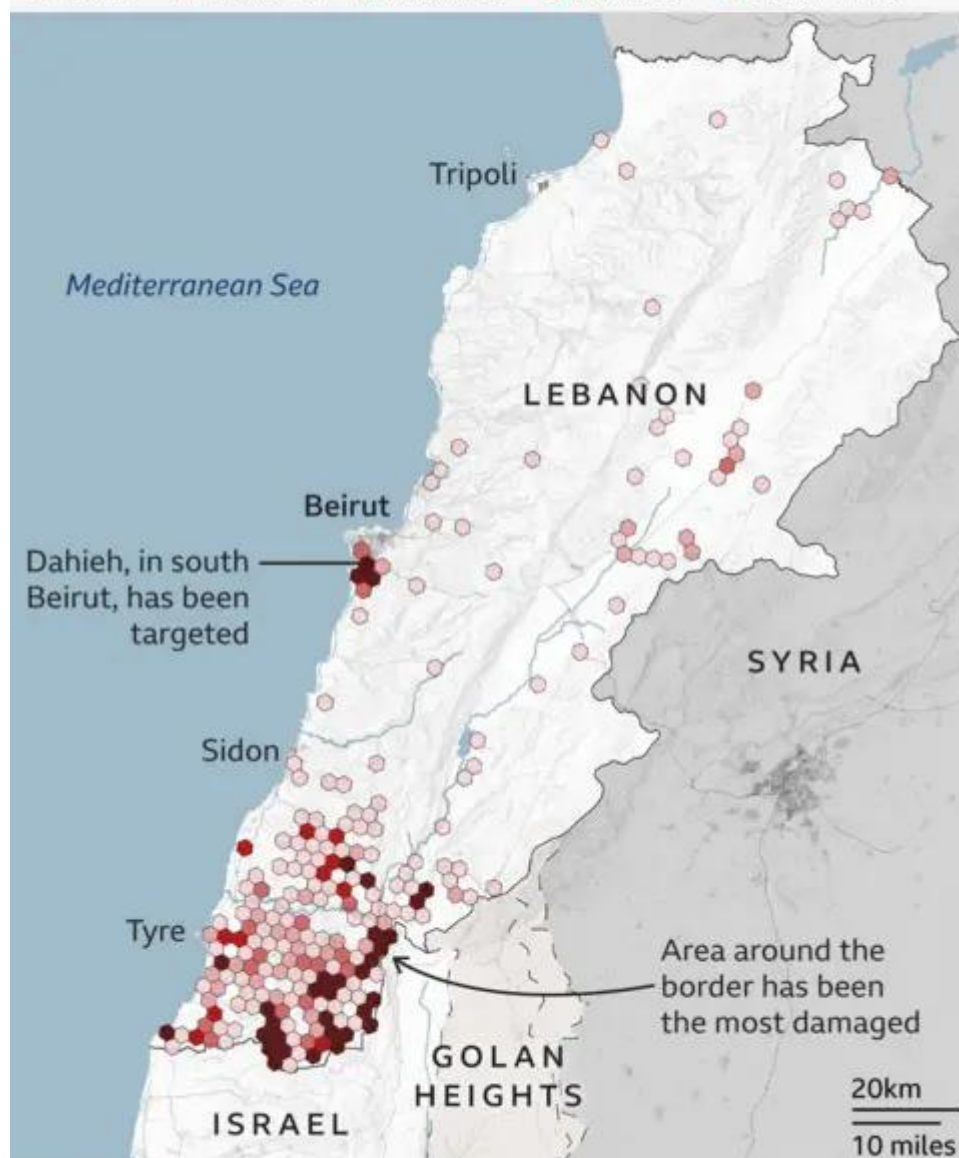 Tripoli
Mediterranean Sea
LEBANON
Beirut
Dahieh, in south
Beirut, has been
targeted
SYRIA
Sidon
Tyre
Area around the
border has been
the most damaged
GOLAN
HEIGHTS
ISRAEL
20km
10 miles